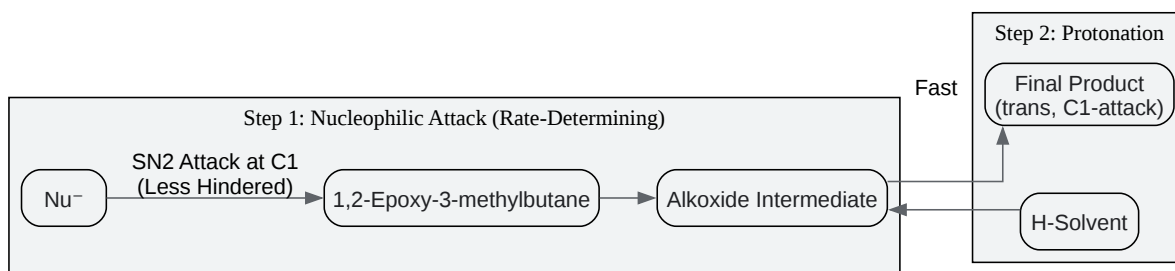 Step 1: Nucleophilic Attack (Rate-Determining)
Nu⁻
SN2 Attack at C1
(Less Hindered)
1,2-Epoxy-3-methylbutane
Alkoxide Intermediate
Fast
Step 2: Protonation
Final Product
(trans, C1-attack)
H-Solvent